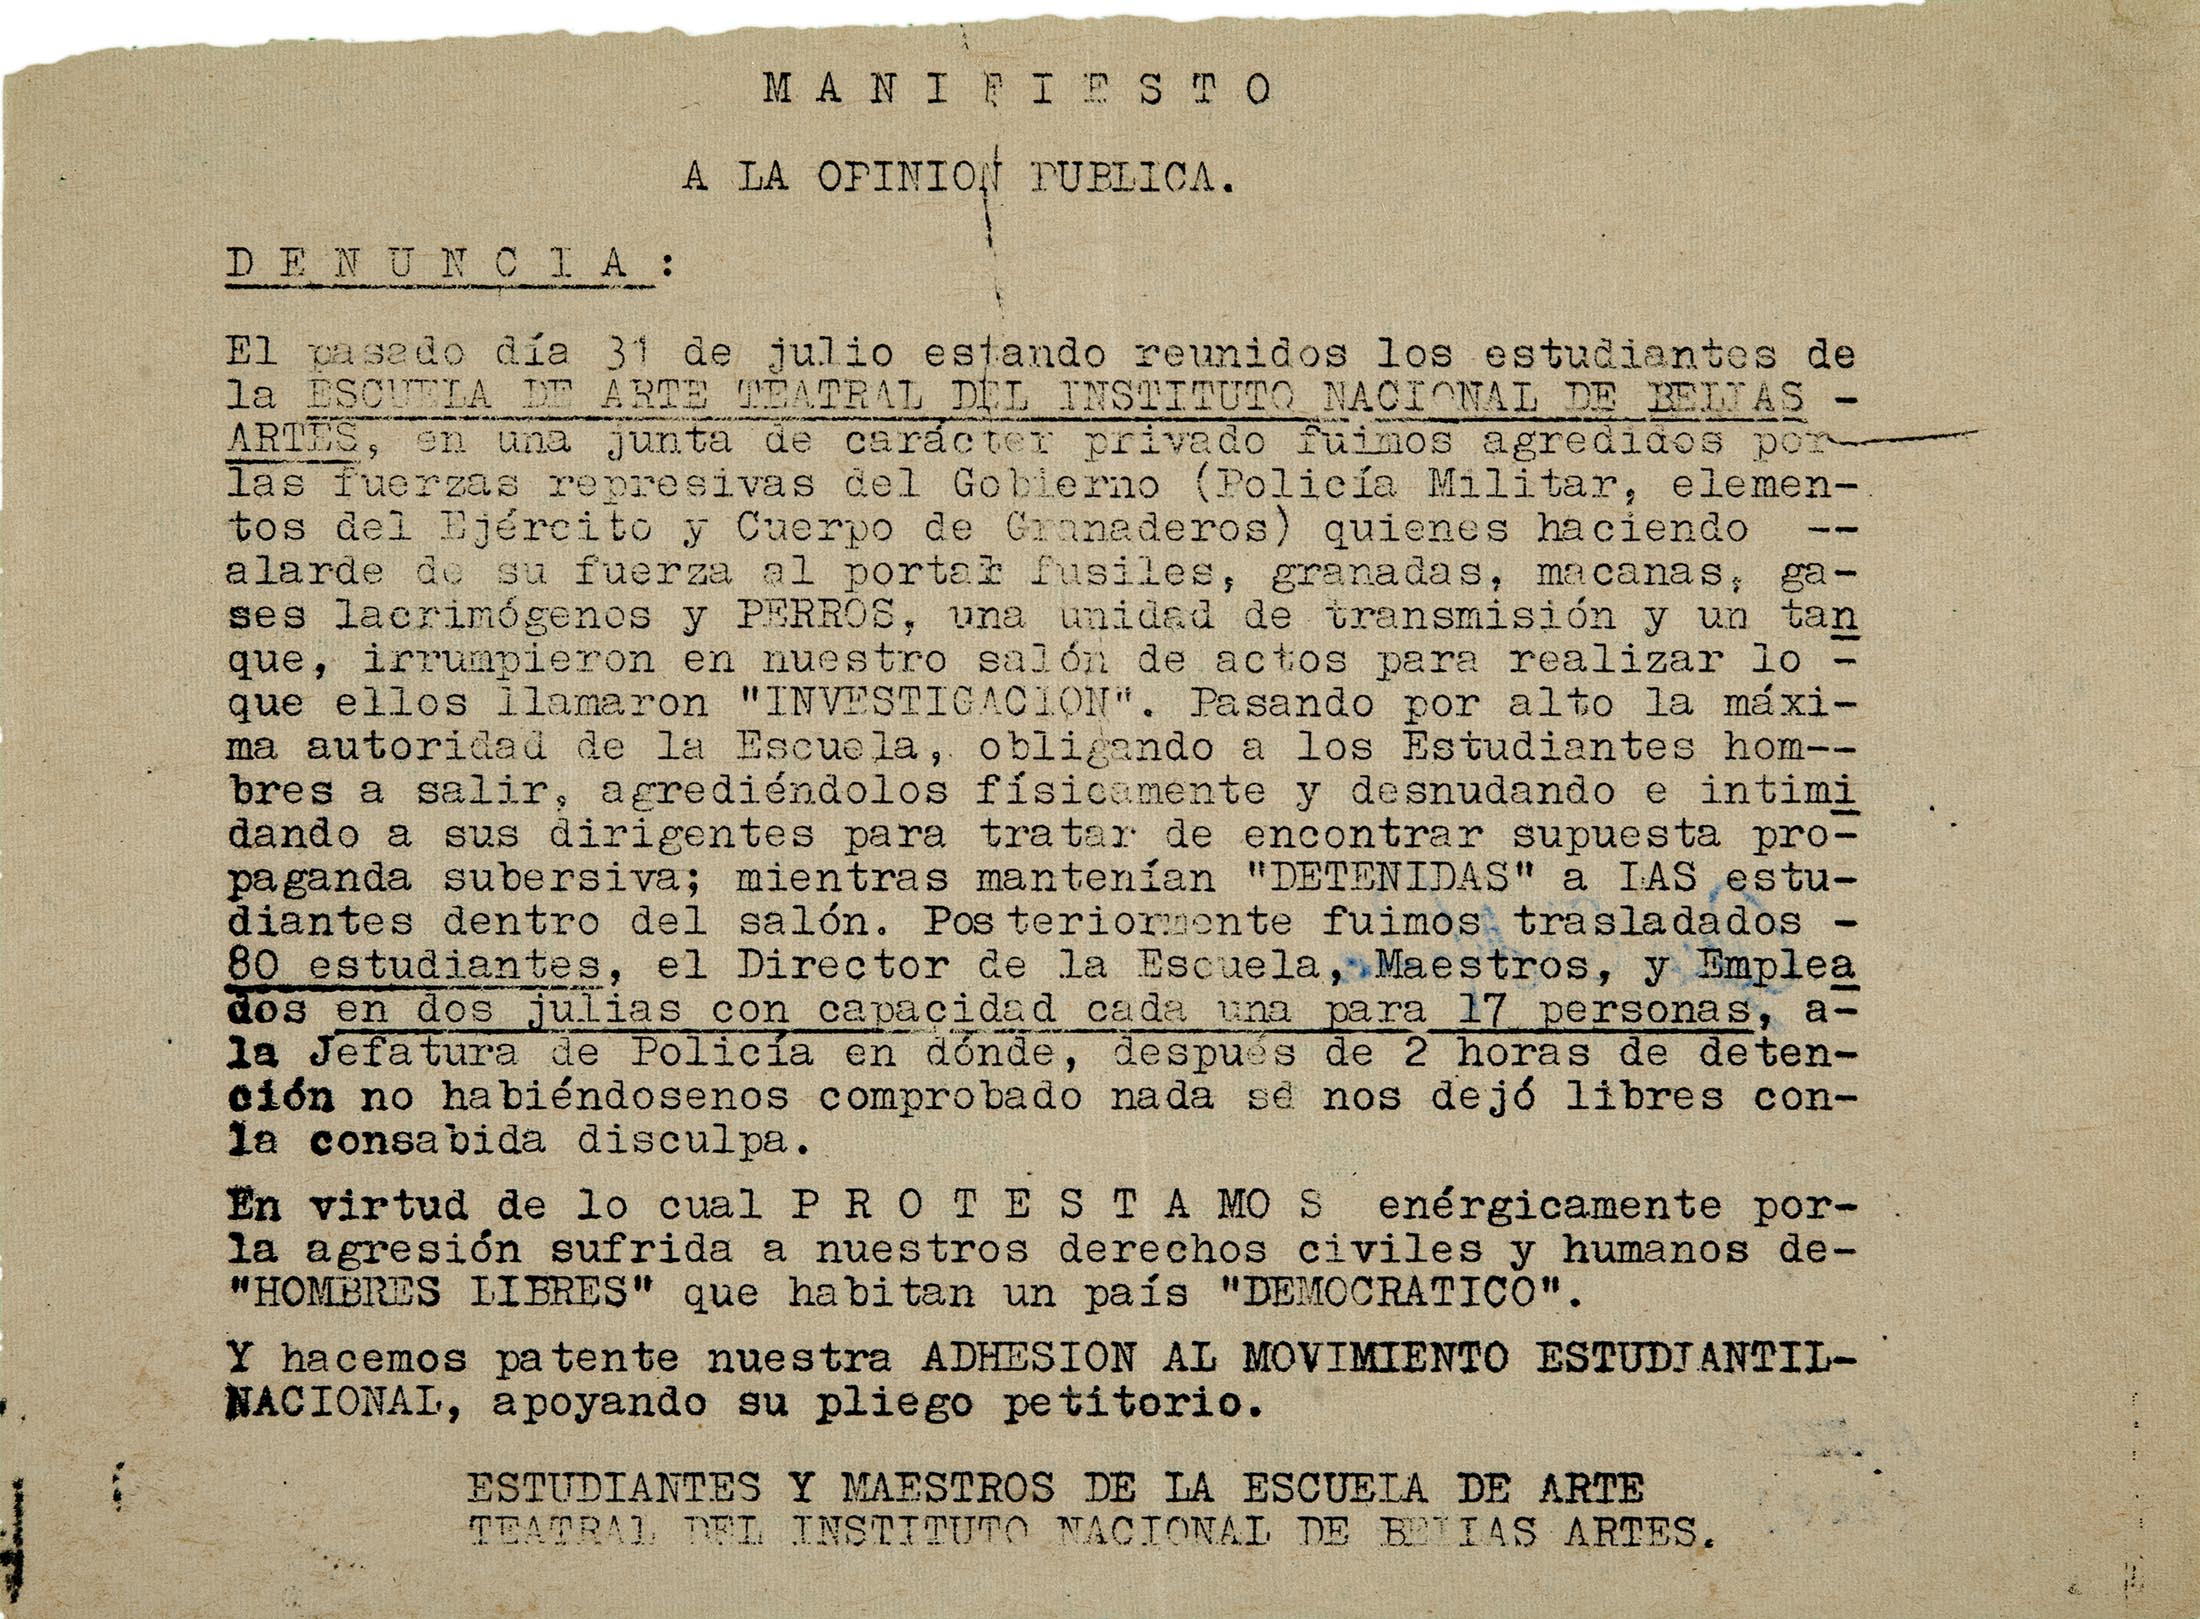 M A N I F I E S T O
A LA OPINION PUBLICA.
D E N U N C I A :
El pasado día 31 de julio estando reunidos los estudiantes de
la ESCUELA DE ARTE TEATRAL DEL INSTITUTO NACIONAL DE BELLAS -
ARTES, en una junta de carácter privado fuimos agredidos por
las fuerzas represivas del Gobierno (Policía Militar, elemen-
tos del Ejército y Cuerpo de Granaderos) quienes haciendo --
alarde de su fuerza al portar fusiles, granadas, macanas, ga-
ses lacrimógenos y PERROS, una unidad de transmisión y un tan
que, irrumpieron en nuestro salón de actos para realizar lo -
que ellos llamaron "INVESTIGACION". Pasando por alto la máxi-
ma autoridad de la Escuela, obligando a los Estudiantes hom--
bres a salir, agrediéndolos físicamente y desnudando e intimi
dando a sus dirigentes para tratar de encontrar supuesta pro-
paganda subersiva; mientras mantenían "DETENIDAS" a LAS estu-
diantes dentro del salón. Posteriormente fuimos trasladados -
80 estudiantes, el Director de la Escuela, Maestros, y Emplea
dos en dos julias con capacidad cada una para 17 personas, a-
la Jefatura de Policía en dónde, después de 2 horas de deten-
ción no habiéndosenos comprobado nada se nos dejó libres con-
la consabida disculpa.
En virtud de lo cual P R O T E S T A MO S enérgicamente por-
la agresión sufrida a nuestros derechos civiles y humanos de-
"HOMBRES LIBRES" que habitan un país "DEMOCRATICO".
Y hacemos patente nuestra ADHESION AL MOVIMIENTO ESTUDIANTIL-
NACIONAL, apoyando su pliego petitorio.
ESTUDIANTES Y MAESTROS DE LA ESCUELA DE ARTE
TEATRAL DEL INSTITUTO NACIONAL DE BELLAS ARTES.